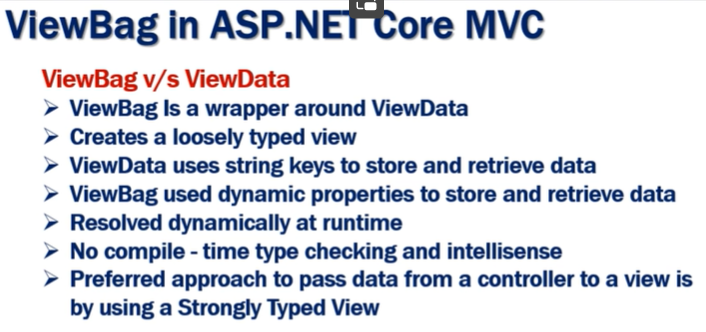 ViewBag in ASP.NET Core MVC
ViewBag v/s ViewData
➢ ViewBag Is a wrapper around ViewData
➢ Creates a loosely typed view
➢ ViewData uses string keys to store and retrieve data
➢ ViewBag used dynamic properties to store and retrieve data
➢ Resolved dynamically at runtime
➢ No compile - time type checking and intellisense
➢ Preferred approach to pass data from a controller to a view is
by using a Strongly Typed View